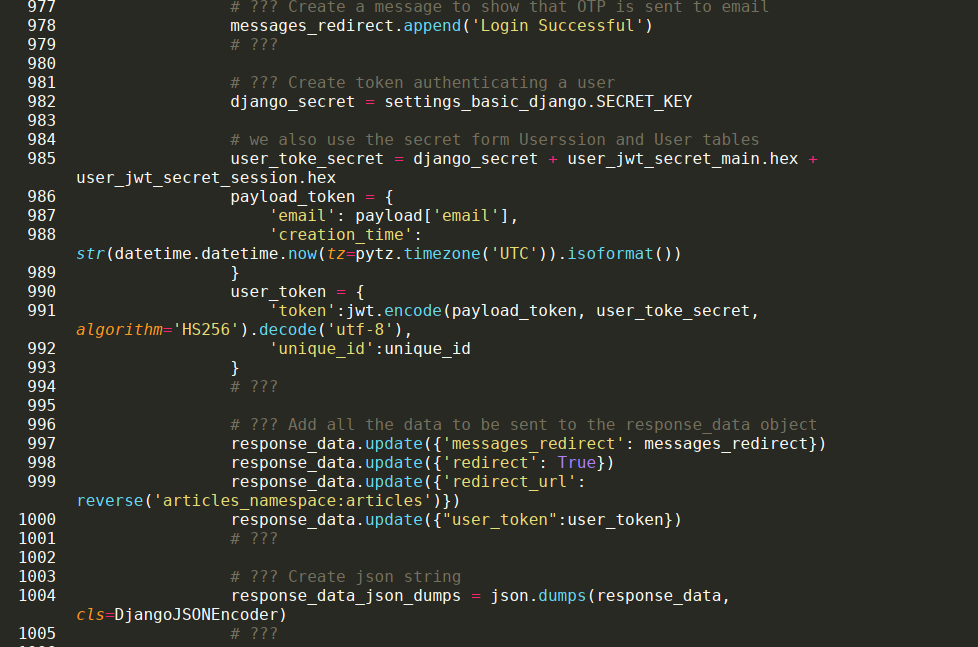 977 # ??? Create a message to show that OTP is sent to email
978 messages_redirect.append('Login Successful')
979 # ???
980
981 # ??? Create token authenticating a user
982 django_secret = settings_basic_django.SECRET_KEY
983
984 # we also use the secret form Userssion and User tables
985 user_toke_secret = django_secret + user_jwt_secret_main.hex +
user_jwt_secret_session.hex
986 payload_token = {
987 'email': payload['email'],
988 'creation_time':
str(datetime.datetime.now(tz=pytz.timezone('UTC')).isoformat())
989 }
990 user_token = {
991 'token':jwt.encode(payload_token, user_toke_secret,
algorithm='HS256').decode('utf-8'),
992 'unique_id':unique_id
993 }
994 # ???
995
996 # ??? Add all the data to be sent to the response_data object
997 response_data.update({'messages_redirect': messages_redirect})
998 response_data.update({'redirect': True})
999 response_data.update({'redirect_url':
reverse('articles_namespace:articles')})
1000 response_data.update({"user_token":user_token})
1001 # ???
1002
1003 # ??? Create json string
1004 response_data_json_dumps = json.dumps(response_data,
cls=DjangoJSONEncoder)
1005 # ???